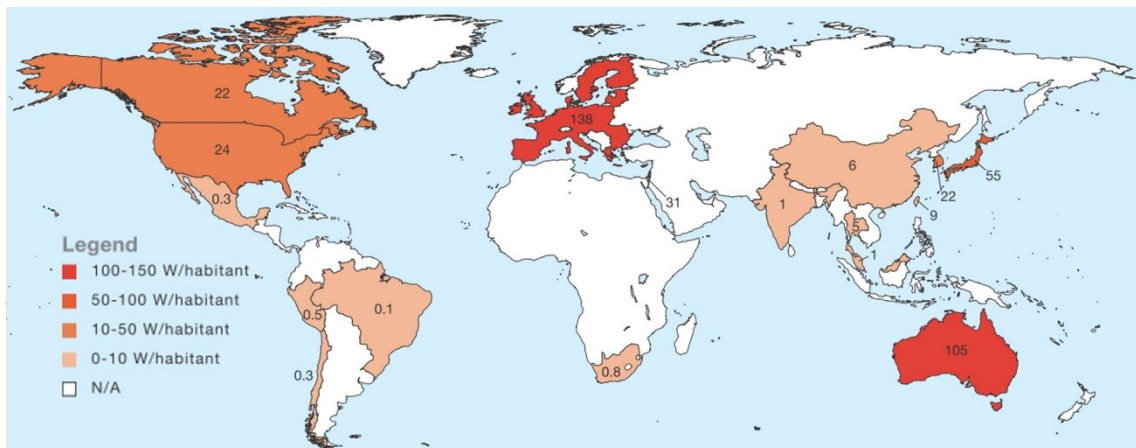 22
24
0.3
0.5
0.1
0.3
138
31
0.8
6
1
5
1
9
22
55
105
Legend
100-150 W/habitant
50-100 W/habitant
10-50 W/habitant
0-10 W/habitant
N/A